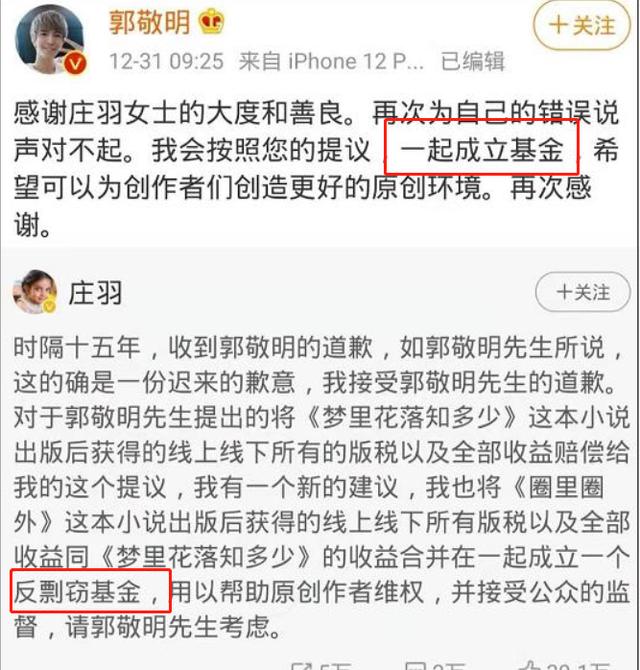 郭敬明
+关注
12-31 09:25 来自 iPhone 12 P... 已编辑
感谢庄羽女士的大度和善良。再次为自己的错误说
声对不起。我会按照您的提议 一起成立基金 , 希
望可以为创作者们创造更好的原创环境。再次感
谢。
庄羽
+关注
时隔十五年，收到郭敬明的道歉，如郭敬明先生所说，
这的确是一份迟来的歉意，我接受郭敬明先生的道歉。
对于郭敬明先生提出的将《梦里花落知多少》这本小说
出版后获得的线上线下所有的版税以及全部收益赔偿给
我的这个提议，我有一个新的建议，我也将《圈里圈
外》这本小说出版后获得的线上线下所有版税以及全部
收益同《梦里花落知多少》的收益合并在一起成立一个
反剽窃基金，用以帮助原创作者维权，并接受公众的监
督，请郭敬明先生考虑。